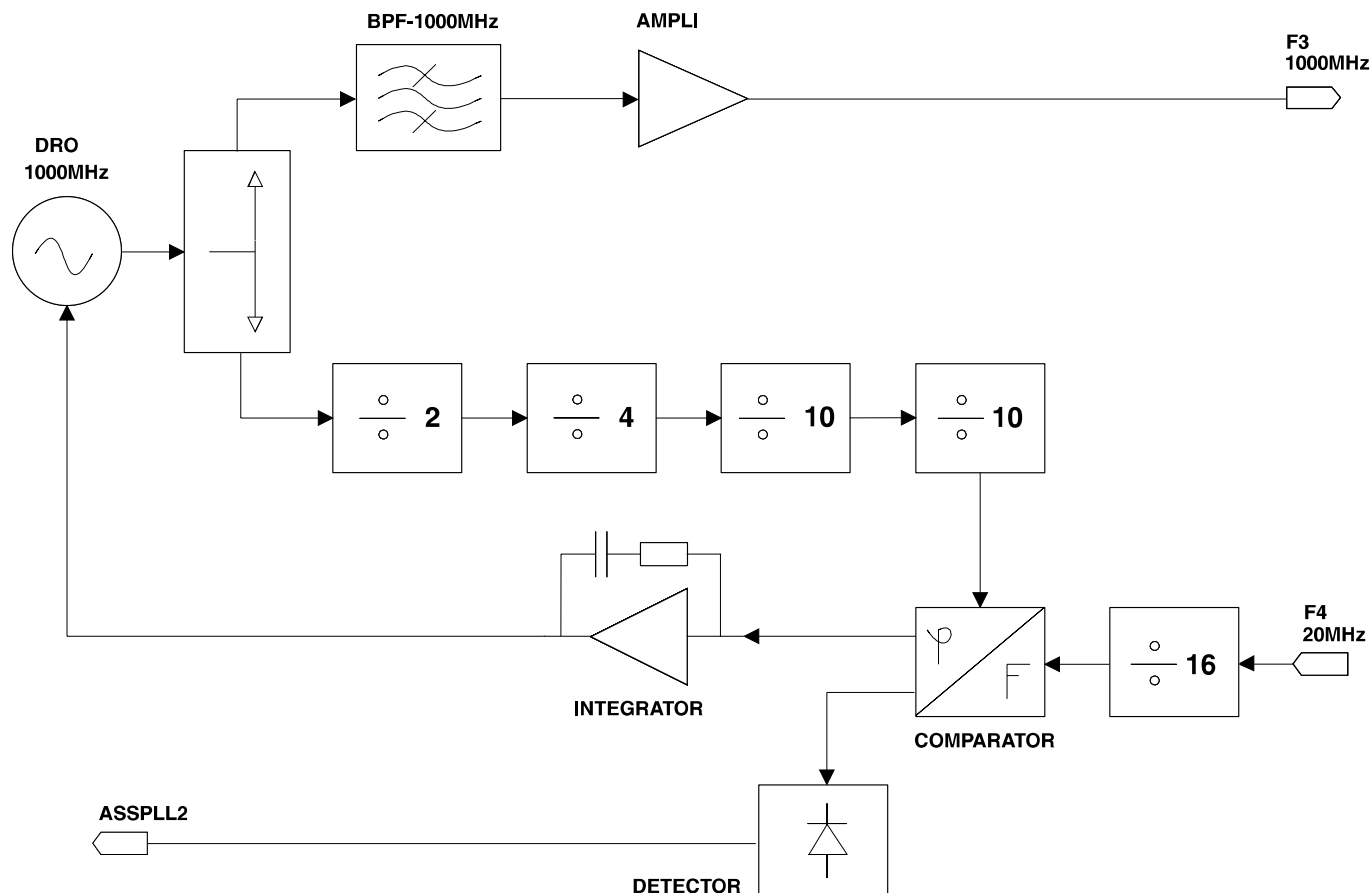 BPF-1000MHz
AMPLI
F3
1000MHz
DRO
1000MHz
2
4
10
10
φ
F
16
F4
20MHz
INTEGRATOR
COMPARATOR
ASSPLL2
DETECTOR